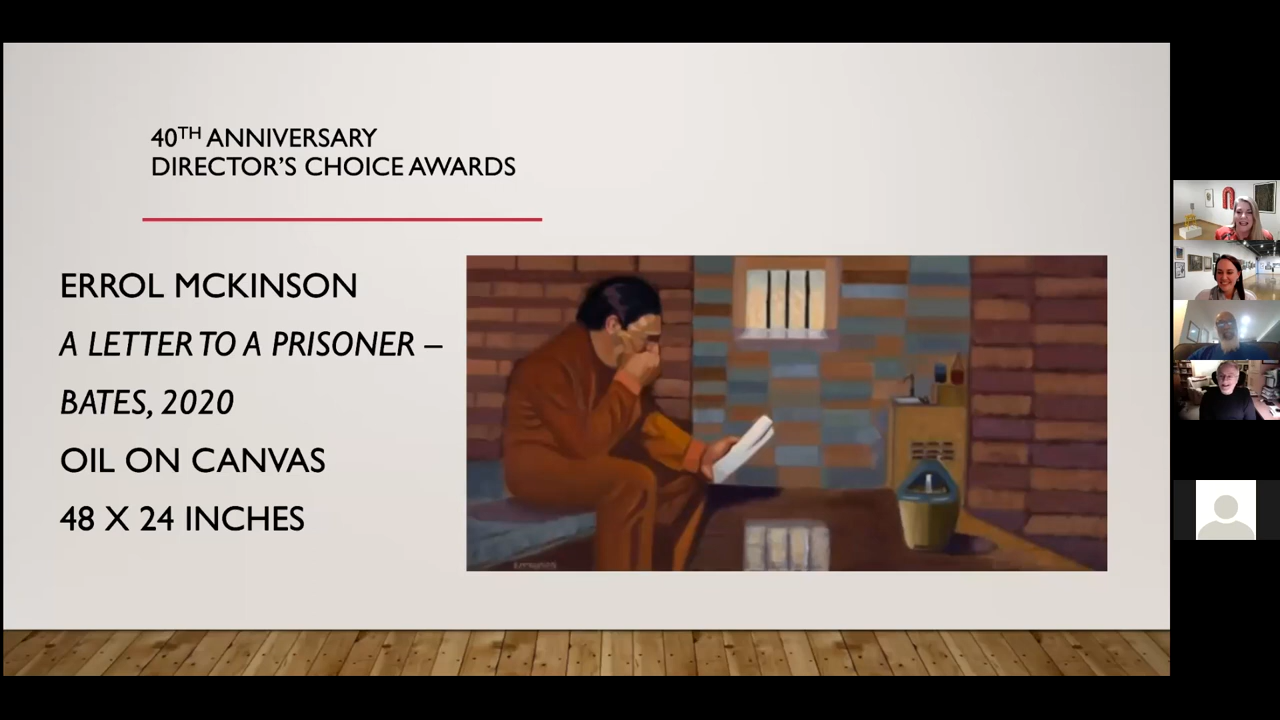 40TH ANNIVERSARY
DIRECTOR'S CHOICE AWARDS
ERROL MCKINSON
A LETTER TO A PRISONER –
BATES, 2020
OIL ON CANVAS
48 X 24 INCHES